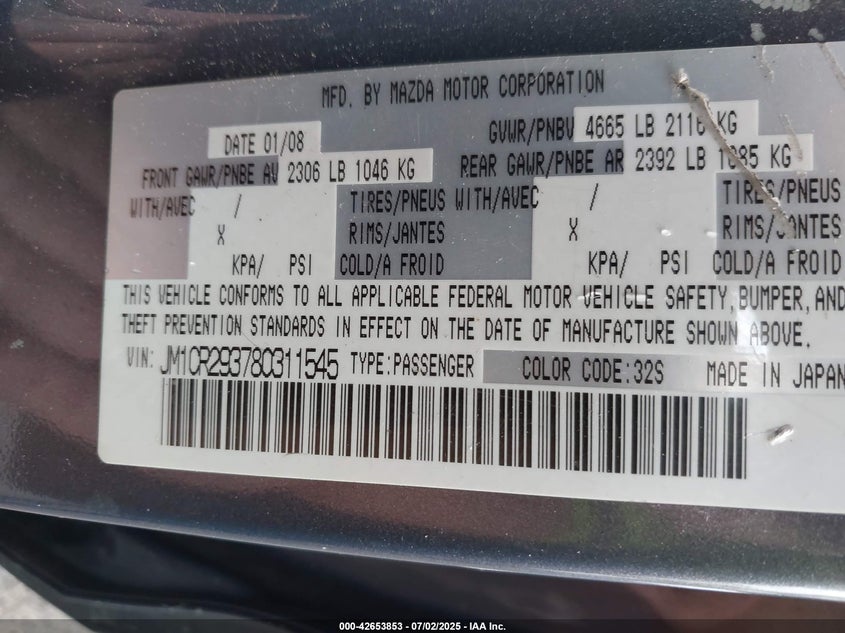 MFD. BY MAZDA MOTOR CORPORATION
DATE 01/08 GVWR/PNBV 4665 LB 2116 KG
FRONT GAWR/PNBE AV 2306 LB 1046 KG REAR GAWR/PNBE AR 2392 LB 1085 KG
WITH/AVEC / TIRES/PNEUS WITH/AVEC / TIRES/PNEUS
X RIMS/JANTES X RIMS/JANTES
KPA/ PSI COLD/A FROID KPA/ PSI COLD/A FROID
THIS VEHICLE CONFORMS TO ALL APPLICABLE FEDERAL MOTOR VEHICLE SAFETY, BUMPER, AND
THEFT PREVENTION STANDARDS IN EFFECT ON THE DATE OF MANUFACTURE SHOWN ABOVE.
VIN: JM1CR293780311545 TYPE:PASSENGER COLOR CODE:32S MADE IN JAPAN
000-42653853 / 07/02/2025 - IAA Inc.